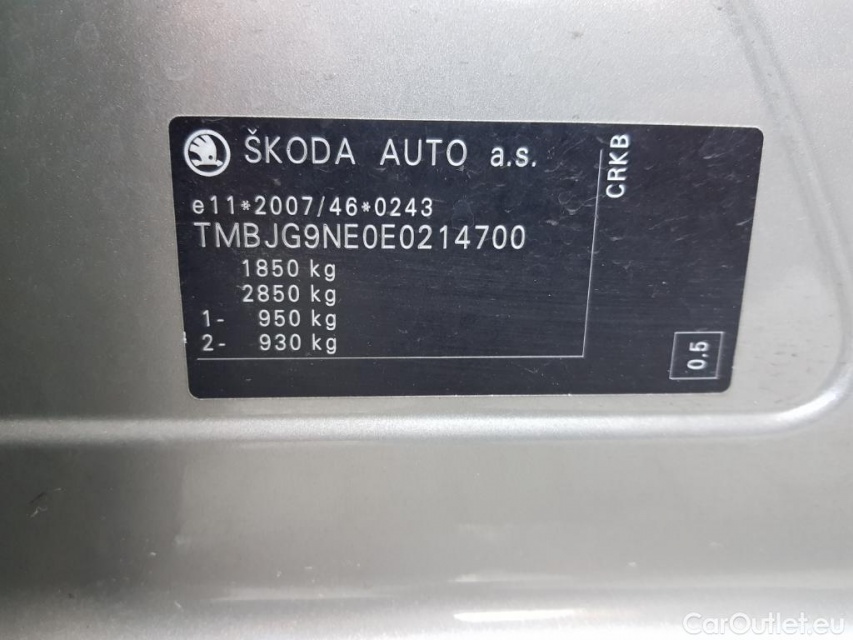 ŠKODA AUTO a.s.
CRKB
e11*2007/46*0243
TMBJG9NE0E0214700
1850 kg
2850 kg
1- 950 kg
2- 930 kg
0.5
CarOutlet.eu